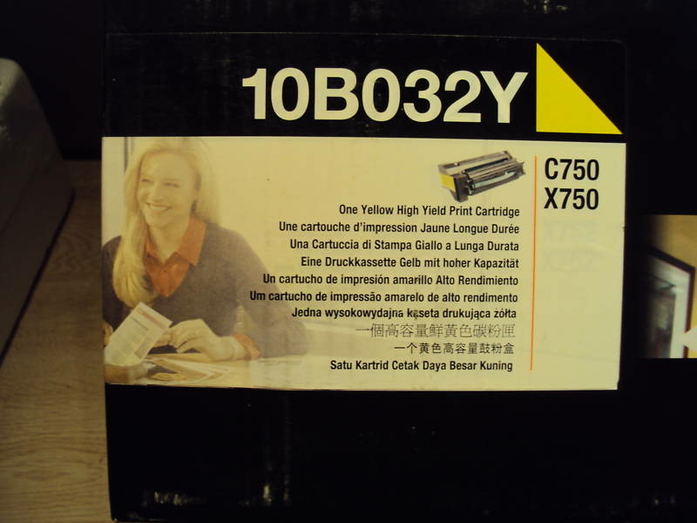 10B032Y
C750
X750
One Yellow High Yield Print Cartridge
Une cartouche d'impression Jaune Longue Durée
Una Cartuccia di Stampa Giallo a Lunga Durata
Eine Druckkassette Gelb mit hoher Kapazität
Un cartucho de impresión amarillo Alto Rendimiento
Um cartucho de impressão amarelo de alto rendimento
Jedna wysokowydajna kaseta drukująca żółta
一個高容量鮮黃色碳粉匣
一个黄色高容量鼓粉盒
Satu Kartrid Cetak Daya Besar Kuning